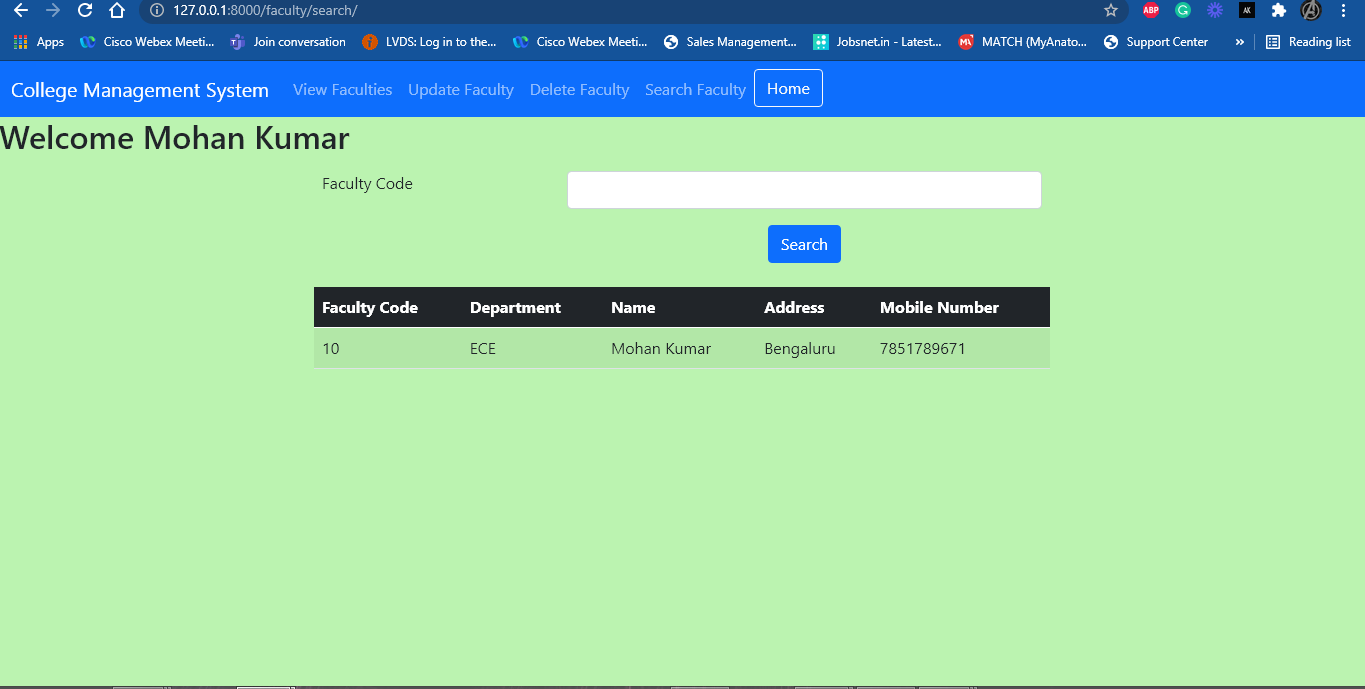 127.0.0.1:8000/faculty/search/
ABP
AK
Apps Cisco Webex Meeti... Join conversation LVDS: Log in to the... Cisco Webex Meeti... Sales Management... Jobsnet.in - Latest... MATCH (MyAnato... Support Center » Reading list
College Management System View Faculties Update Faculty Delete Faculty Search Faculty Home
Welcome Mohan Kumar
Faculty Code
Search
Faculty Code Department Name Address Mobile Number
10 ECE Mohan Kumar Bengaluru 7851789671